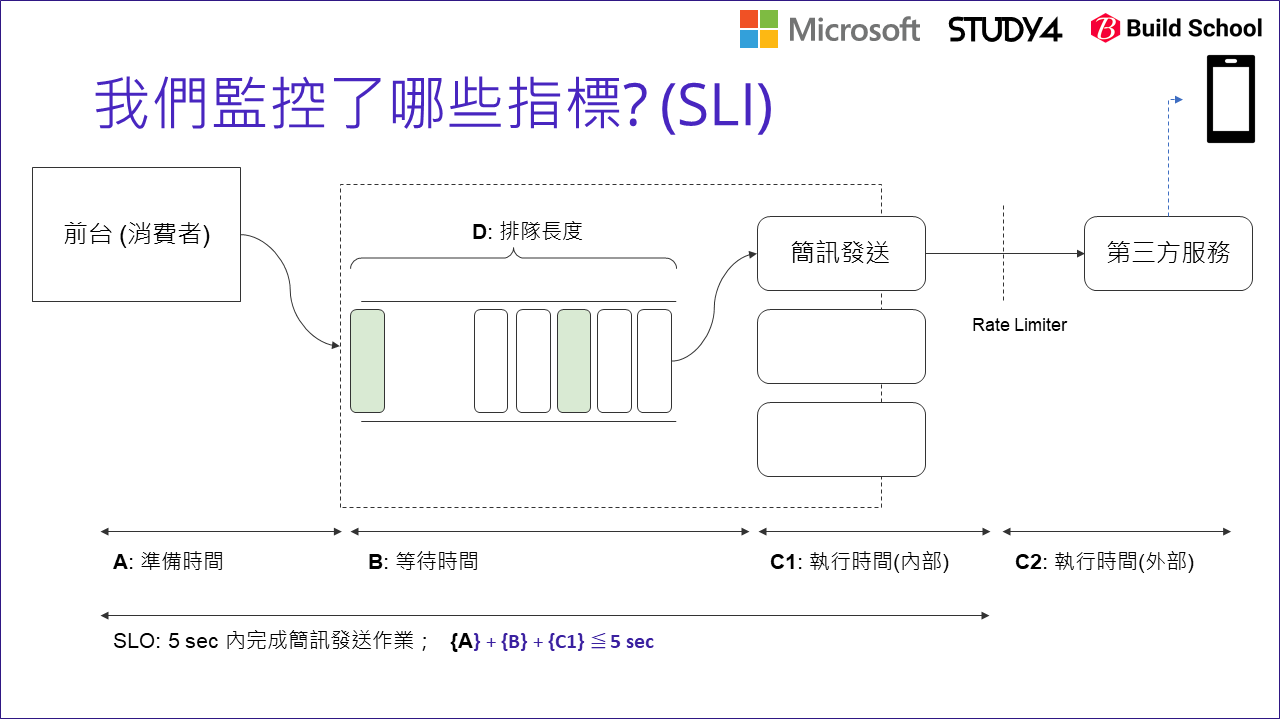 Microsoft STUDY4 Build School
我們監控了哪些指標? (SLI)
前台 (消費者)
D: 排隊長度
簡訊發送
第三方服務
Rate Limiter
A: 準備時間
B: 等待時間
C1: 執行時間(內部)
C2: 執行時間(外部)
SLO: 5 sec 內完成簡訊發送作業； {A} + {B} + {C1} ≦ 5 sec